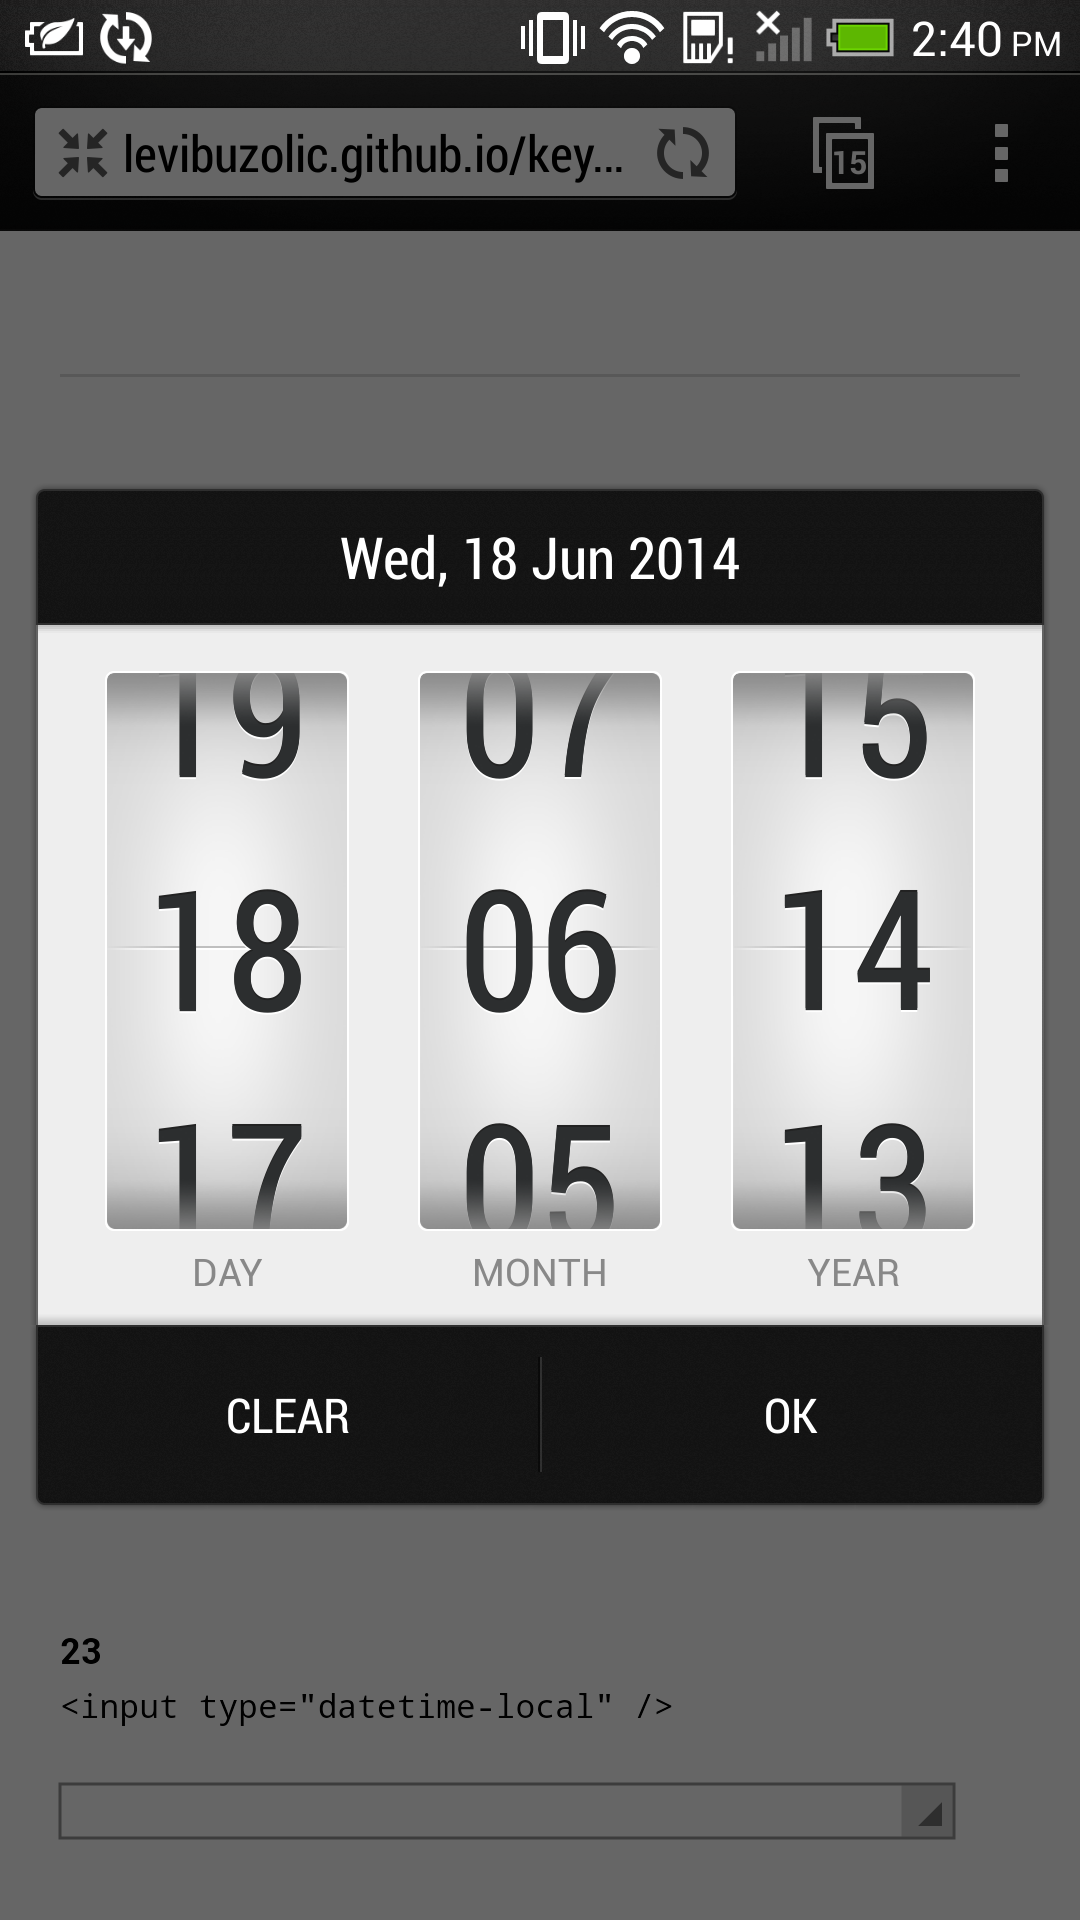 2:40 PM
levibuzolic.github.io/key...
15
Wed, 18 Jun 2014
19 07 15
18 06 14
17 05 13
DAY MONTH YEAR
CLEAR OK
23
<input type="datetime-local" />